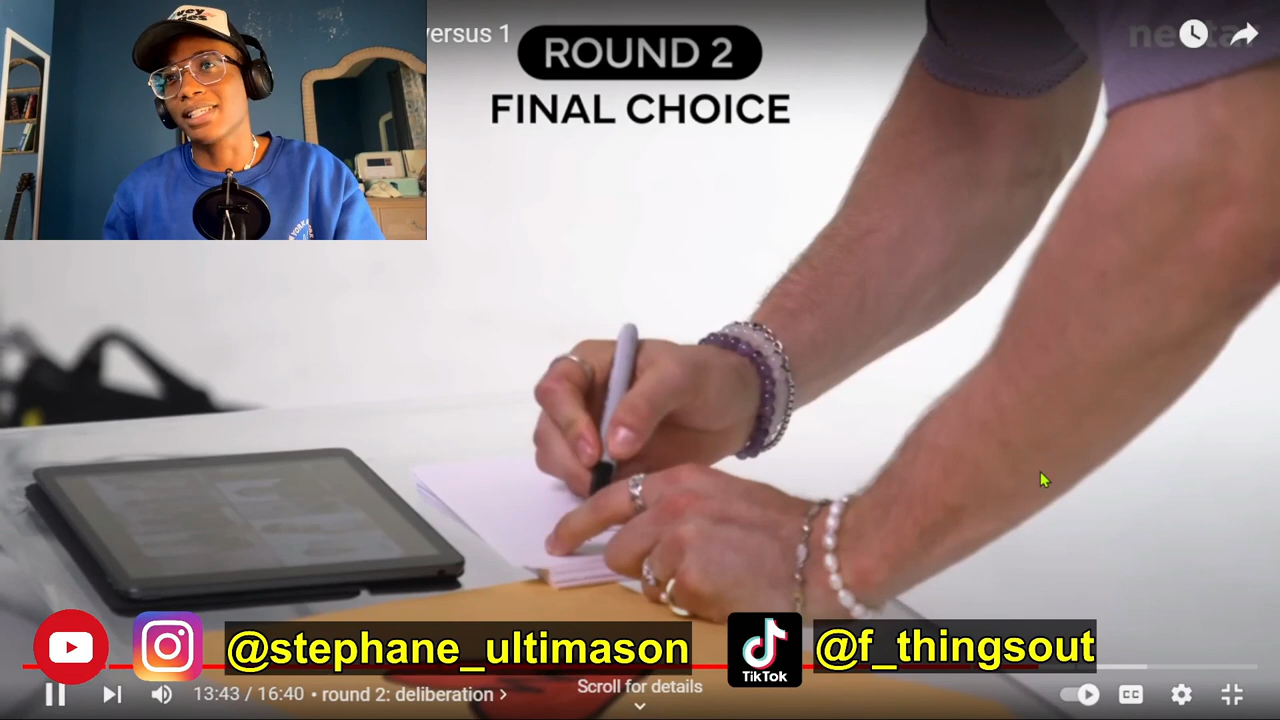 versus 1
ROUND 2
FINAL CHOICE
@stephane_ultimason
@f_thingsout
TikTok
13:43 / 16:40 • round 2: deliberation >
Scroll for details
CC